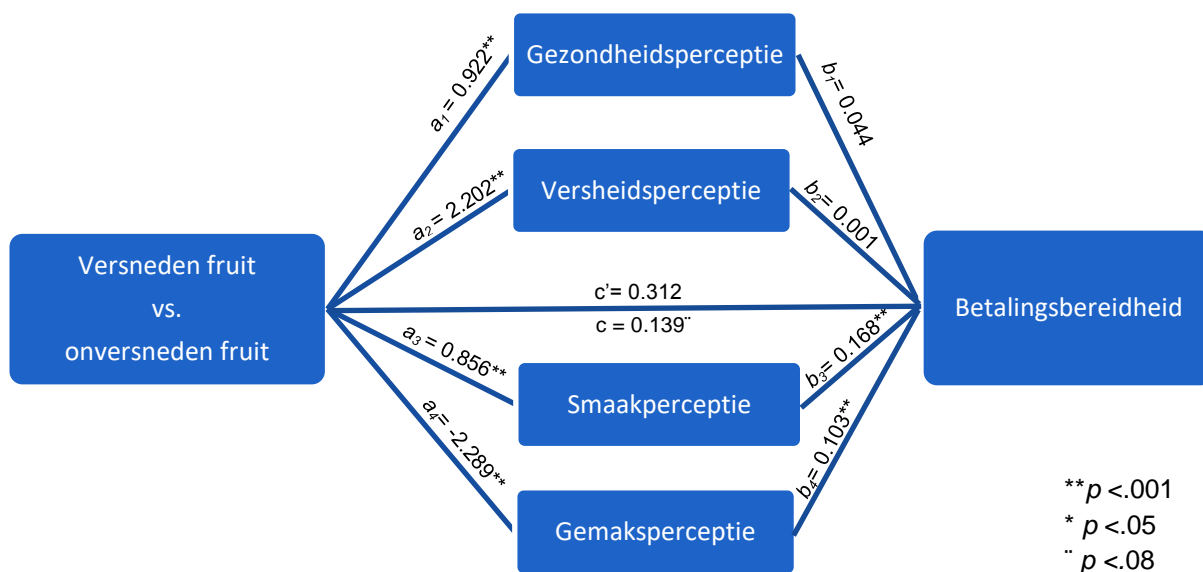 Gezondheidsperceptie
a1 = 0.922**
b1= 0.044
Versheidsperceptie
a2 = 2.202**
b2= 0.001
Versneden fruit
vs.
onversneden fruit
c'= 0.312
c = 0.139¨
Betalingsbereidheid
a3 = 0.856**
b3= 0.168**
Smaakperceptie
a4= -2.289**
b4= 0.103**
Gemaksperceptie
**p <.001
* p <.05
¨ p <.08